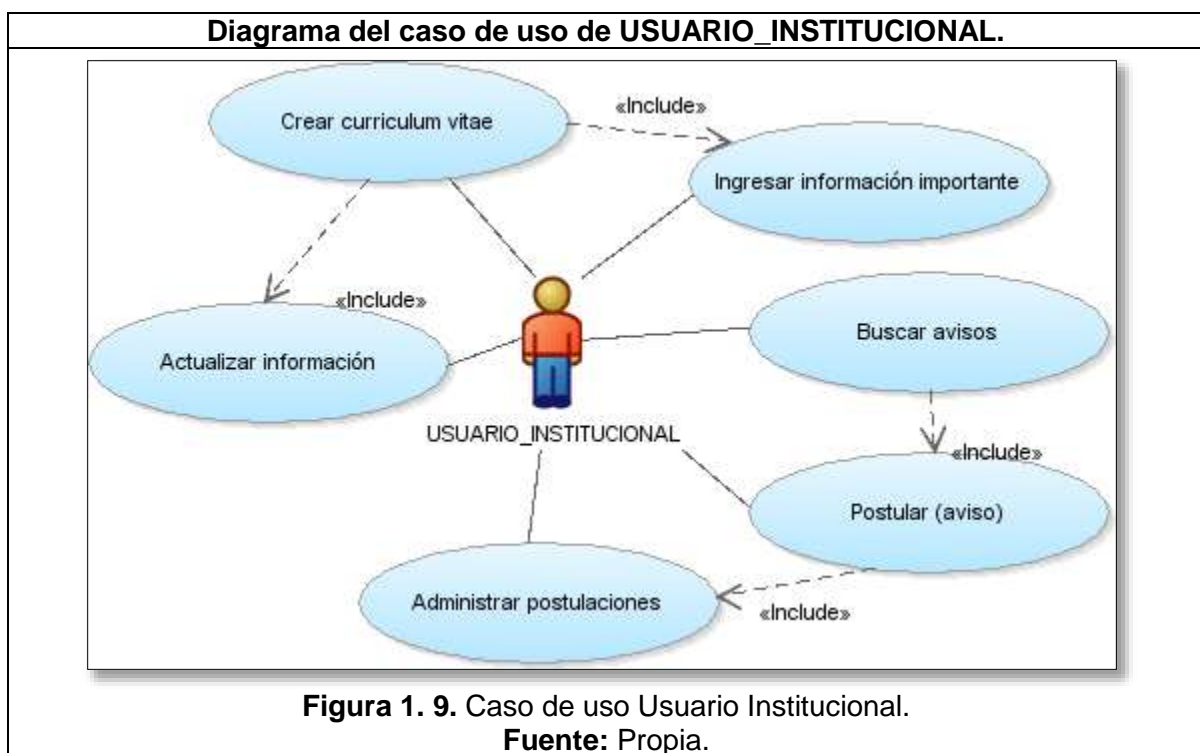 Diagrama del caso de uso de USUARIO_INSTITUCIONAL.
Crear curriculum vitae
«Include»
Ingresar información importante
«Include»
Actualizar información
Buscar avisos
USUARIO_INSTITUCIONAL
«Include»
Postular (aviso)
Administrar postulaciones
«Include»
Figura 1. 9. Caso de uso Usuario Institucional.
Fuente: Propia.